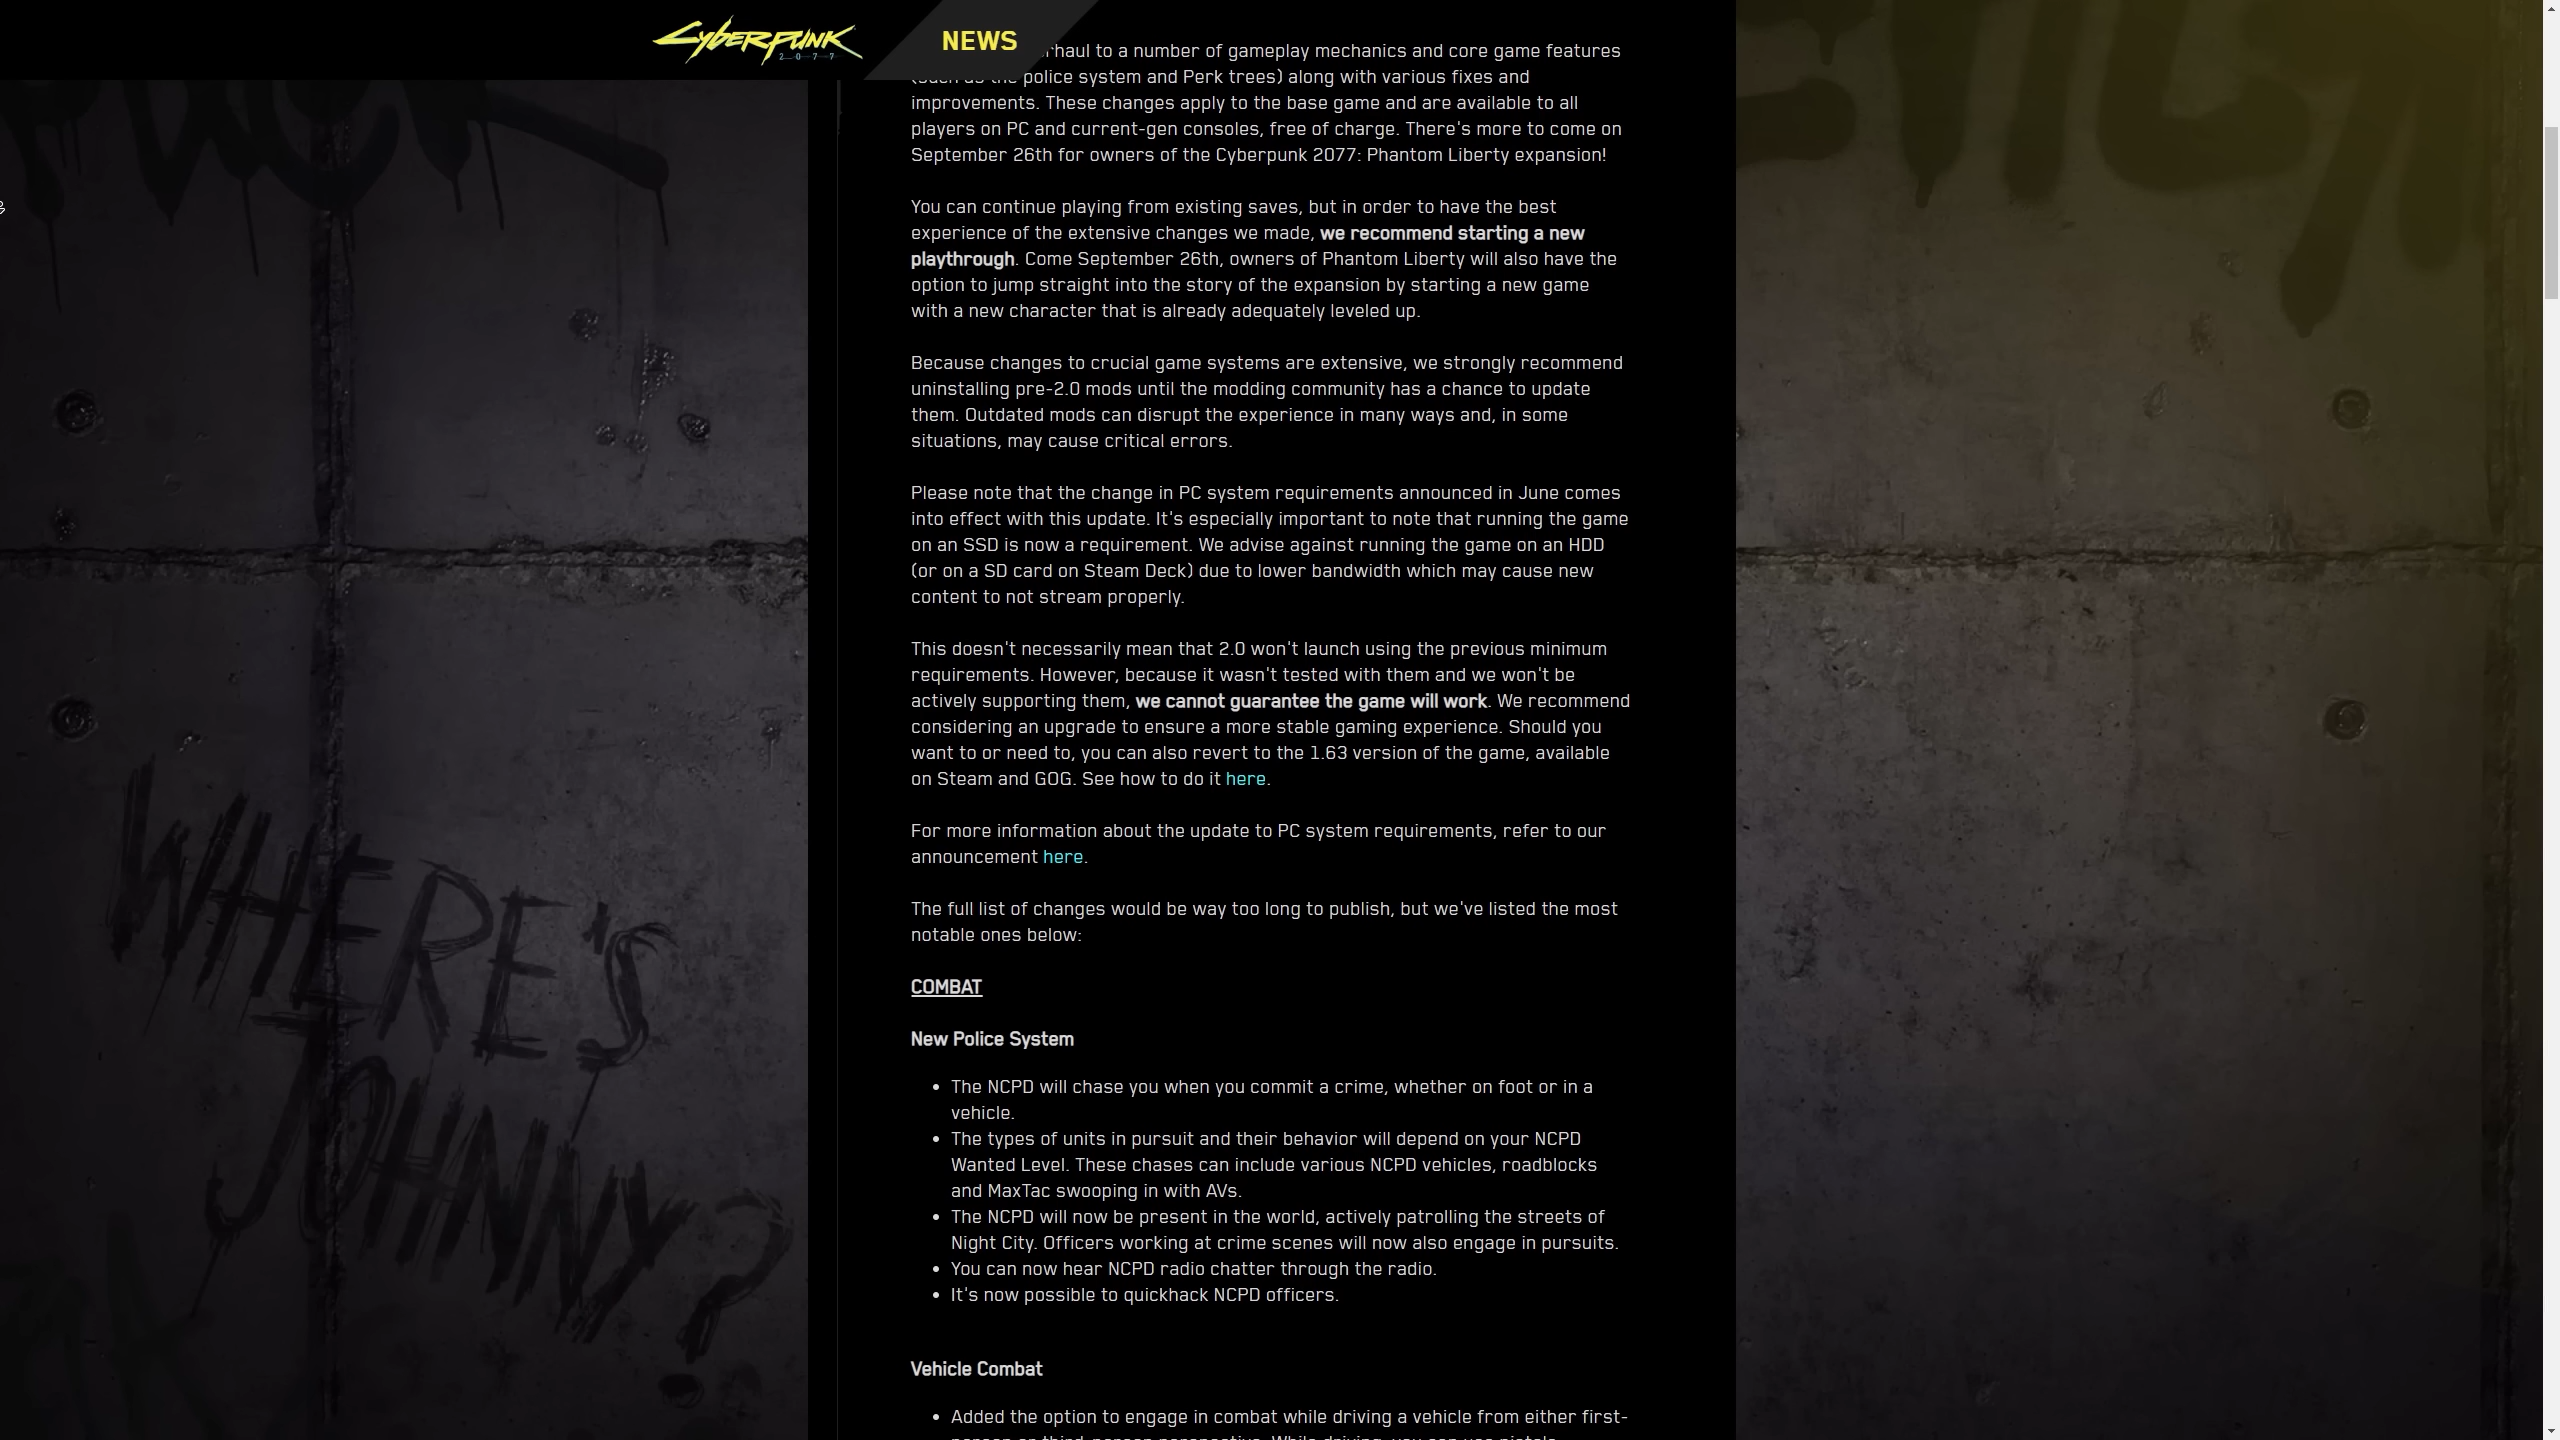 CYBERPUNK
2077
NEWS
rhaul to a number of gameplay mechanics and core game features
(such as the police system and Perk trees) along with various fixes and
improvements. These changes apply to the base game and are available to all
players on PC and current-gen consoles, free of charge. There's more to come on
September 26th for owners of the Cyberpunk 2077: Phantom Liberty expansion!
You can continue playing from existing saves, but in order to have the best
experience of the extensive changes we made, we recommend starting a new
playthrough. Come September 26th, owners of Phantom Liberty will also have the
option to jump straight into the story of the expansion by starting a new game
with a new character that is already adequately leveled up.
Because changes to crucial game systems are extensive, we strongly recommend
uninstalling pre-2.0 mods until the modding community has a chance to update
them. Outdated mods can disrupt the experience in many ways and, in some
situations, may cause critical errors.
Please note that the change in PC system requirements announced in June comes
into effect with this update. It's especially important to note that running the game
on an SSD is now a requirement. We advise against running the game on an HDD
(or on a SD card on Steam Deck) due to lower bandwidth which may cause new
content to not stream properly.
This doesn't necessarily mean that 2.0 won't launch using the previous minimum
requirements. However, because it wasn't tested with them and we won't be
actively supporting them, we cannot guarantee the game will work. We recommend
considering an upgrade to ensure a more stable gaming experience. Should you
want to or need to, you can also revert to the 1.63 version of the game, available
on Steam and GOG. See how to do it here.
For more information about the update to PC system requirements, refer to our
announcement here.
The full list of changes would be way too long to publish, but we've listed the most
notable ones below:
COMBAT
New Police System
• The NCPD will chase you when you commit a crime, whether on foot or in a
vehicle.
• The types of units in pursuit and their behavior will depend on your NCPD
Wanted Level. These chases can include various NCPD vehicles, roadblocks
and MaxTac swooping in with AVs.
• The NCPD will now be present in the world, actively patrolling the streets of
Night City. Officers working at crime scenes will now also engage in pursuits.
• You can now hear NCPD radio chatter through the radio.
• It's now possible to quickhack NCPD officers.
Vehicle Combat
• Added the option to engage in combat while driving a vehicle from either first-
WHERE'S
JOHNNY?